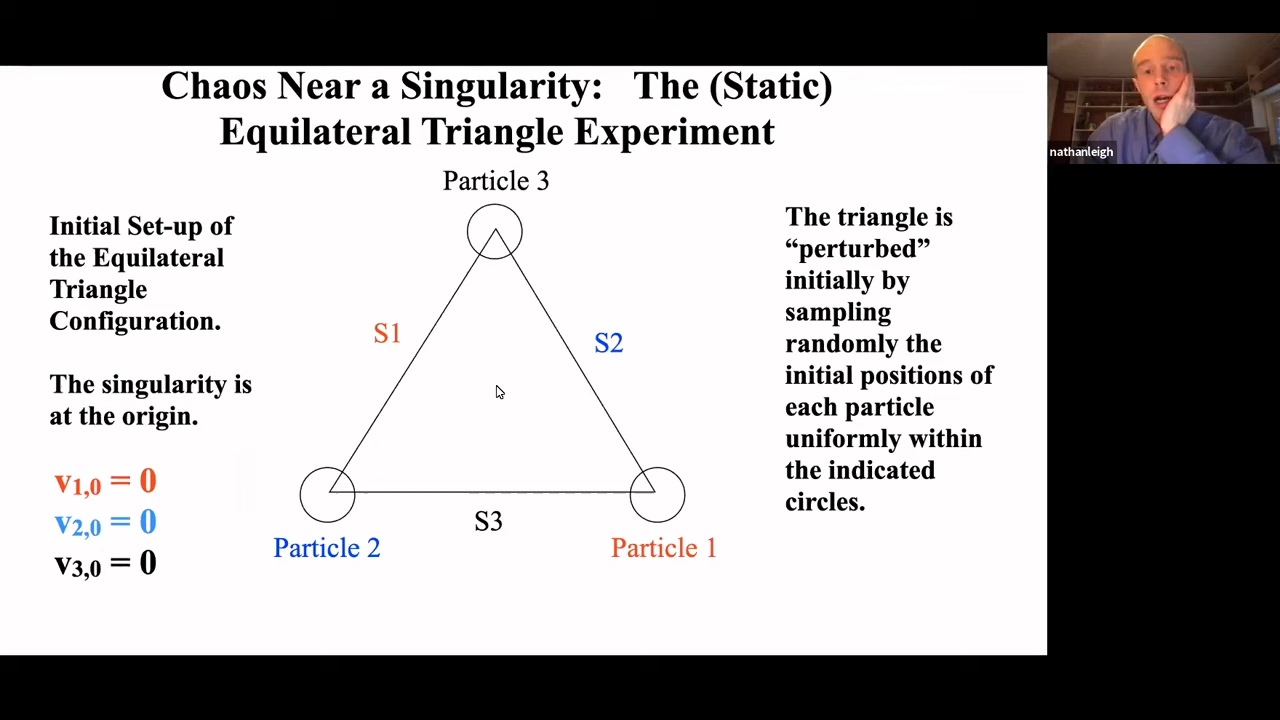 Chaos Near a Singularity: The (Static)
Equilateral Triangle Experiment
nathanleigh
Particle 3
Initial Set-up of
the Equilateral
Triangle
Configuration.
The singularity is
at the origin.
v1,0 = 0
v2,0 = 0
v3,0 = 0
S1
S2
S3
Particle 2
Particle 1
The triangle is
“perturbed”
initially by
sampling
randomly the
initial positions of
each particle
uniformly within
the indicated
circles.